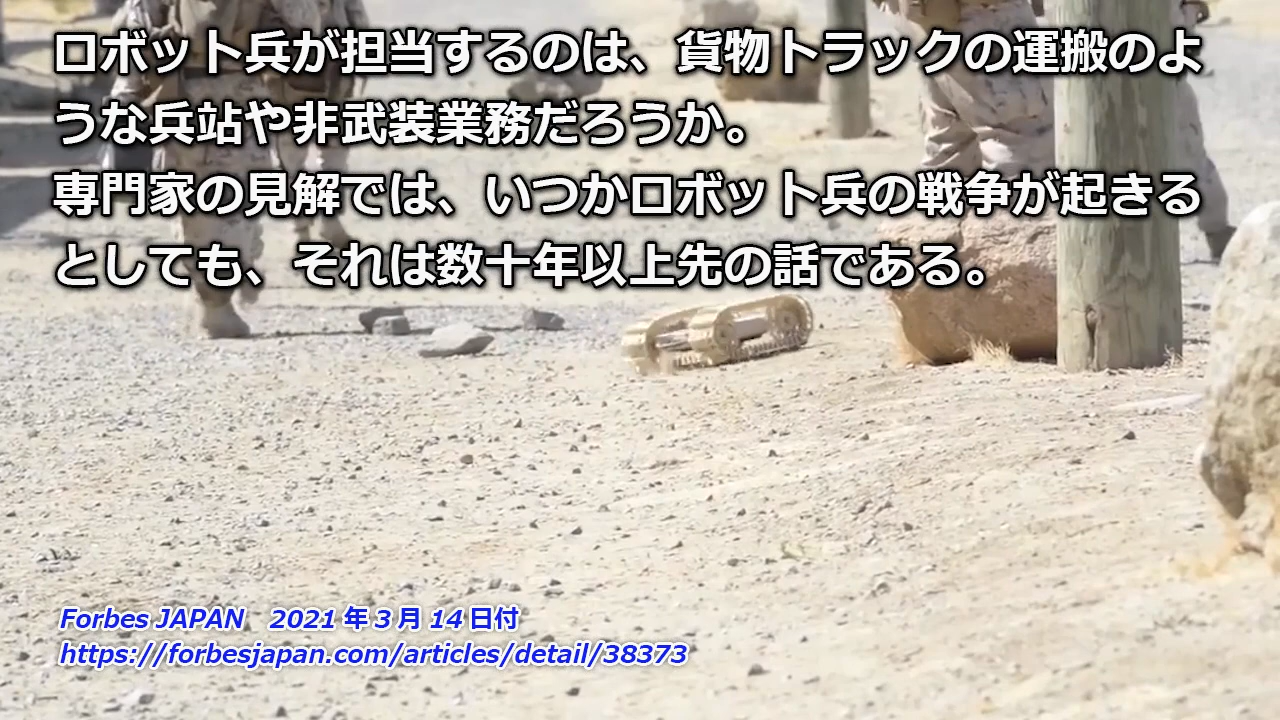 ロボット兵が担当するのは、貨物トラックの運搬のよ
うな兵站や非武装業務だろうか。
専門家の見解では、いつかロボット兵の戦争が起きる
としても、それは数十年以上先の話である。
Forbes JAPAN　2021 年 3 月 14 日付
https://forbesjapan.com/articles/detail/38373